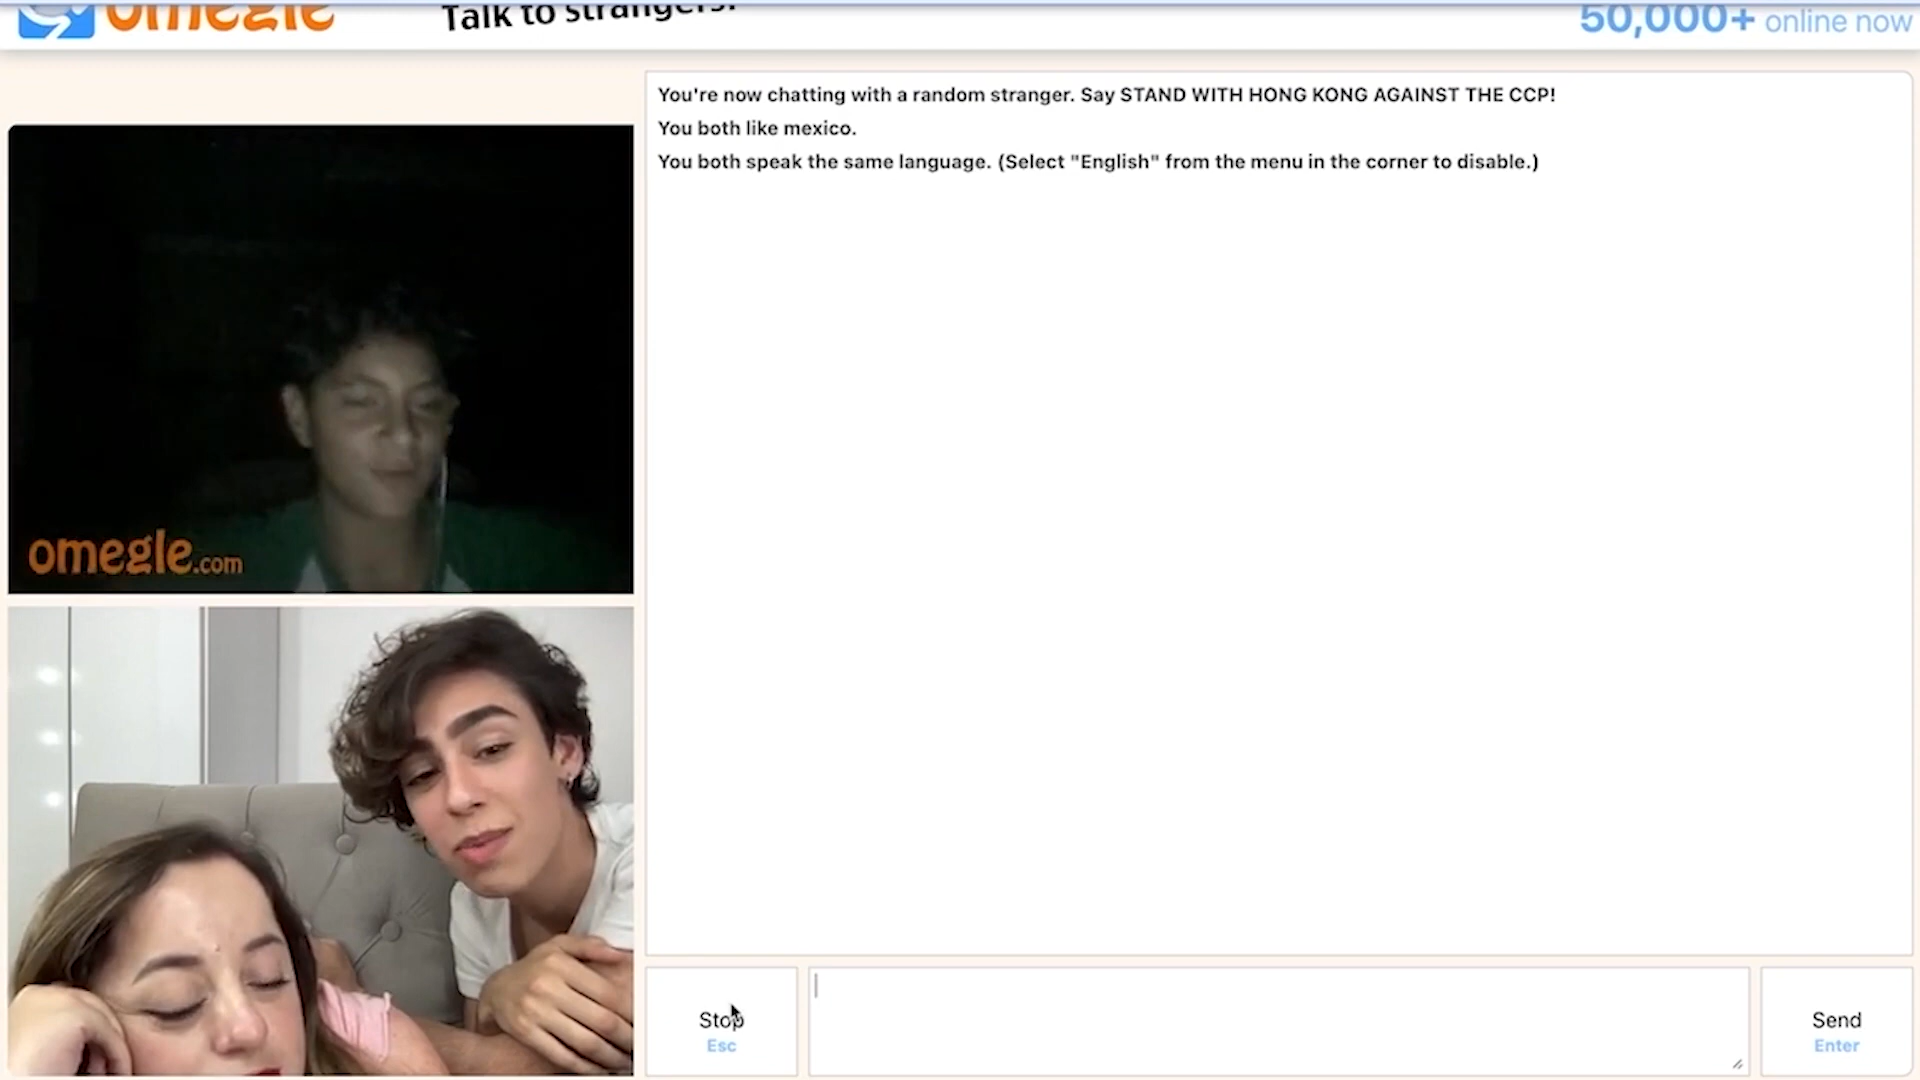 omegle
Talk to strangers!
50,000+ online now
You're now chatting with a random stranger. Say STAND WITH HONG KONG AGAINST THE CCP!
You both like mexico.
You both speak the same language. (Select "English" from the menu in the corner to disable.)
omegle.com
Stop
Esc
Send
Enter